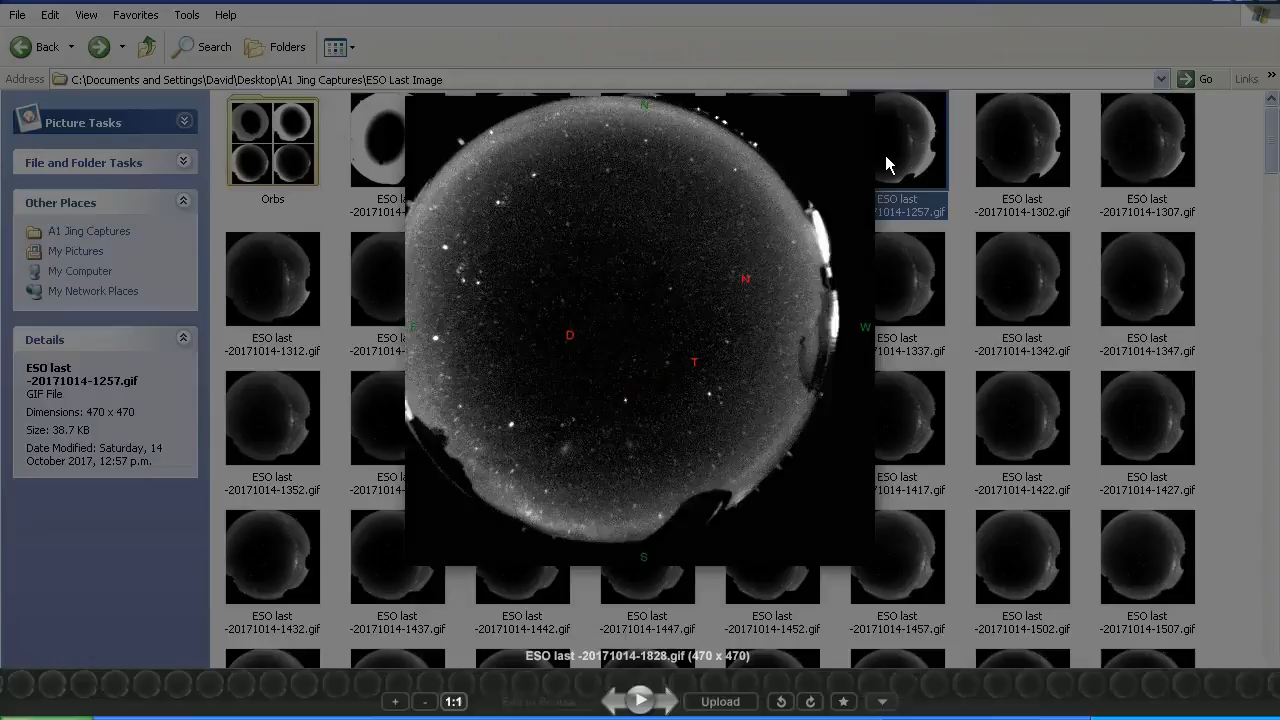 File Edit View Favorites Tools Help
Back Search Folders
Address C:\Documents and Settings\David\Desktop\A1 Jing Captures\ESO Last Image Go Links »
Picture Tasks
File and Folder Tasks
Other Places
A1 Jing Captures
My Pictures
My Computer
My Network Places
Details
ESO last
-20171014-1257.gif
GIF File
Dimensions: 470 x 470
Size: 38.7 KB
Date Modified: Saturday, 14
October 2017, 12:57 p.m.
Orbs
ESO last
-20171014-1302.gif
ESO last
-20171014-1307.gif
ESO last
-20171014-1312.gif
ESO last
-20171014-1337.gif
ESO last
-20171014-1342.gif
ESO last
-20171014-1347.gif
ESO last
-20171014-1352.gif
ESO last
-20171014-1417.gif
ESO last
-20171014-1422.gif
ESO last
-20171014-1427.gif
ESO last
-20171014-1432.gif
ESO last
-20171014-1437.gif
ESO last
-20171014-1442.gif
ESO last
-20171014-1447.gif
ESO last
-20171014-1452.gif
ESO last
-20171014-1457.gif
ESO last
-20171014-1502.gif
ESO last
-20171014-1507.gif
N
N
E
W
D
T
S
ESO last -20171014-1828.gif (470 x 470)
+ - 1:1 Upload